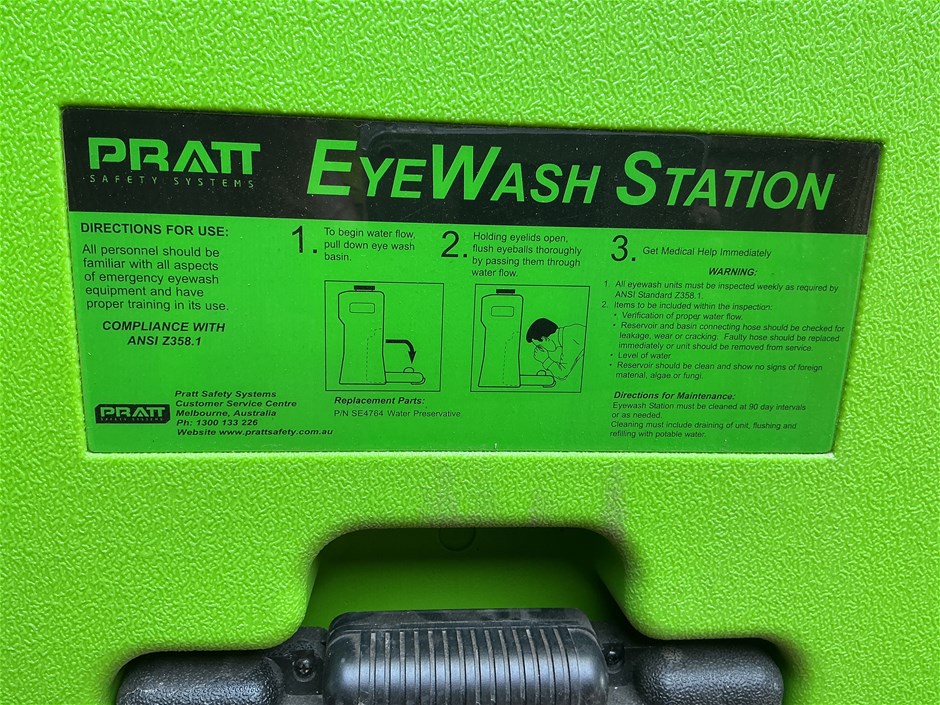 PRATT
SAFETY SYSTEMS
EYEWASH STATION
DIRECTIONS FOR USE:
All personnel should be
familiar with all aspects
of emergency eyewash
equipment and have
proper training in its use.
COMPLIANCE WITH
ANSI Z358.1
1. To begin water flow,
pull down eye wash
basin.
2. Holding eyelids open,
flush eyeballs thoroughly
by passing them through
water flow.
3. Get Medical Help Immediately
WARNING:
1. All eyewash units must be inspected weekly as required by
ANSI Standard Z358.1.
2. Items to be included within the inspection:
• Verification of proper water flow.
• Reservoir and basin connecting hose should be checked for
leakage, wear or cracking. Faulty hose should be replaced
immediately or unit should be removed from service.
• Level of water
• Reservoir should be clean and show no signs of foreign
material, algae or fungi.
Directions for Maintenance:
Eyewash Station must be cleaned at 90 day intervals
or as needed.
Cleaning must include draining of unit, flushing and
refilling with potable water.
Replacement Parts:
P/N SE4764 Water Preservative
PRATT
SAFETY SYSTEMS
Pratt Safety Systems
Customer Service Centre
Melbourne, Australia
Ph: 1300 133 226
Website www.prattsafety.com.au